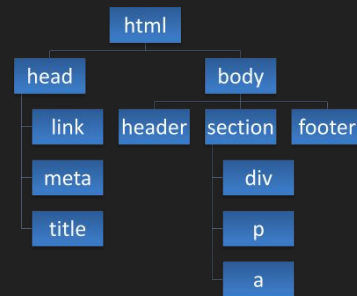 html
head body
link header section footer
meta div
title p
a